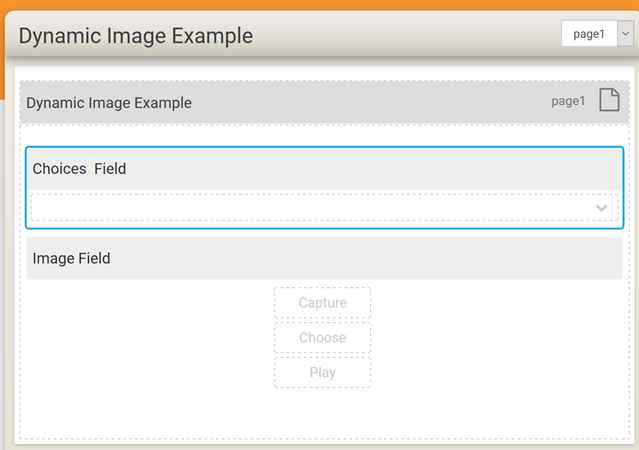 Dynamic Image Example
page1
Dynamic Image Example
page1
Choices Field
Image Field
Capture
Choose
Play